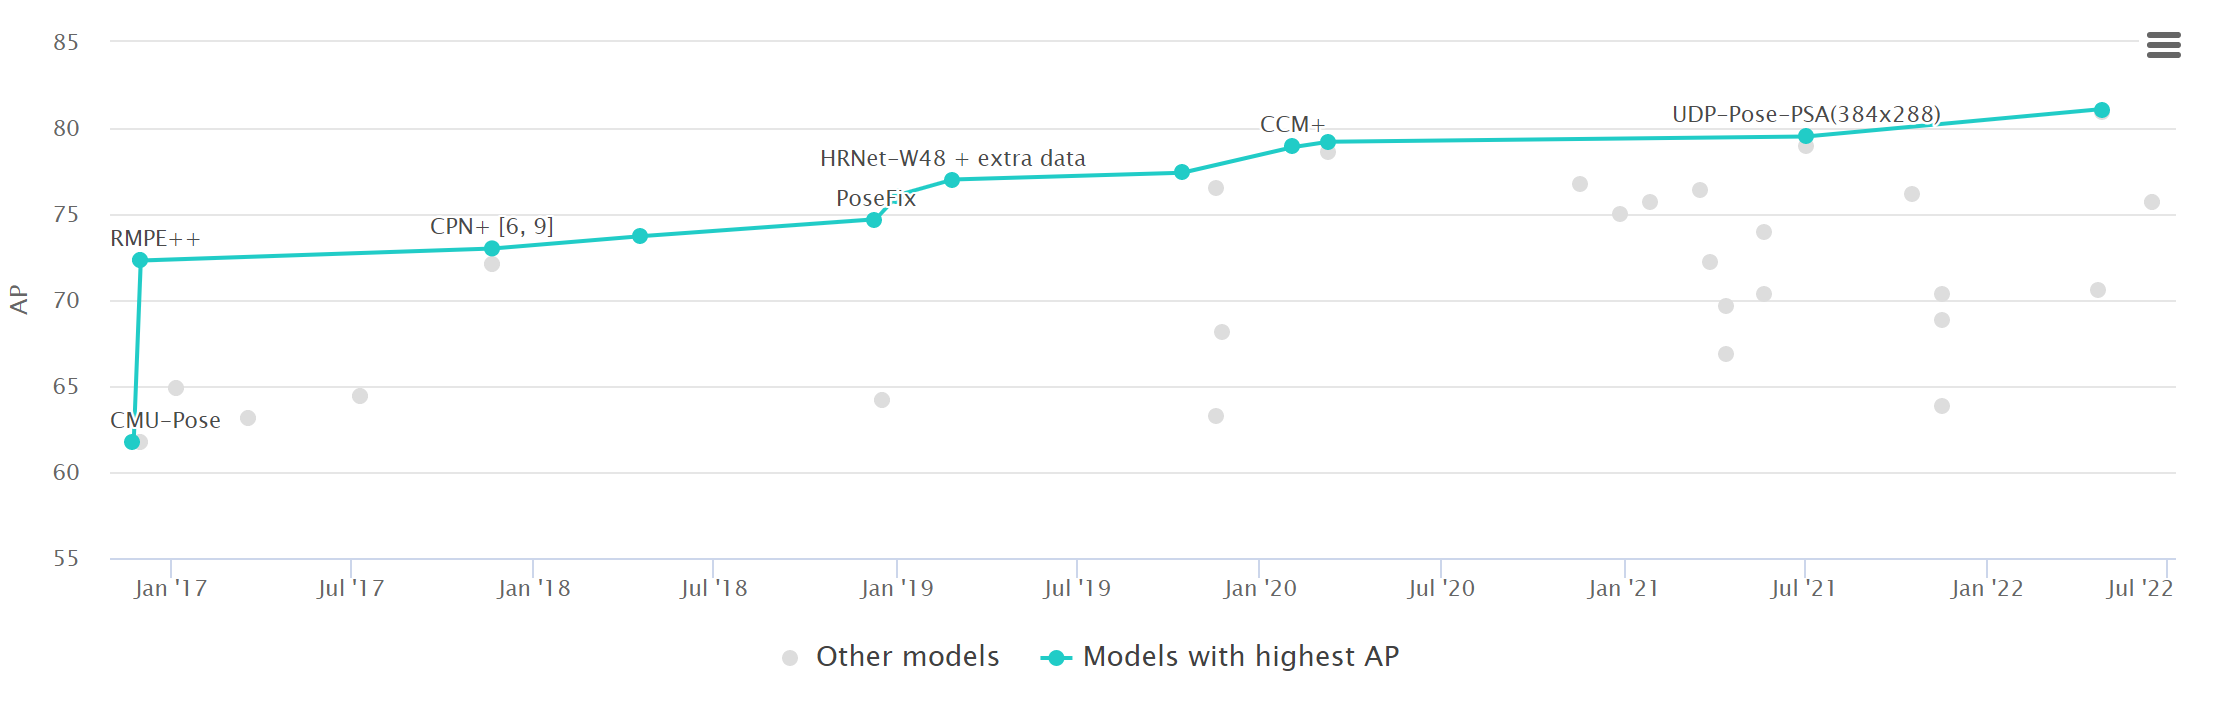 85
80
75
70
65
60
55
AP
UDP-Pose-PSA(384x288)
CCM+
HRNet-W48 + extra data
PoseFix
CPN+ [6, 9]
RMPE++
CMU-Pose
Jan '17 Jul '17 Jan '18 Jul '18 Jan '19 Jul '19 Jan '20 Jul '20 Jan '21 Jul '21 Jan '22 Jul '22
Other models Models with highest AP